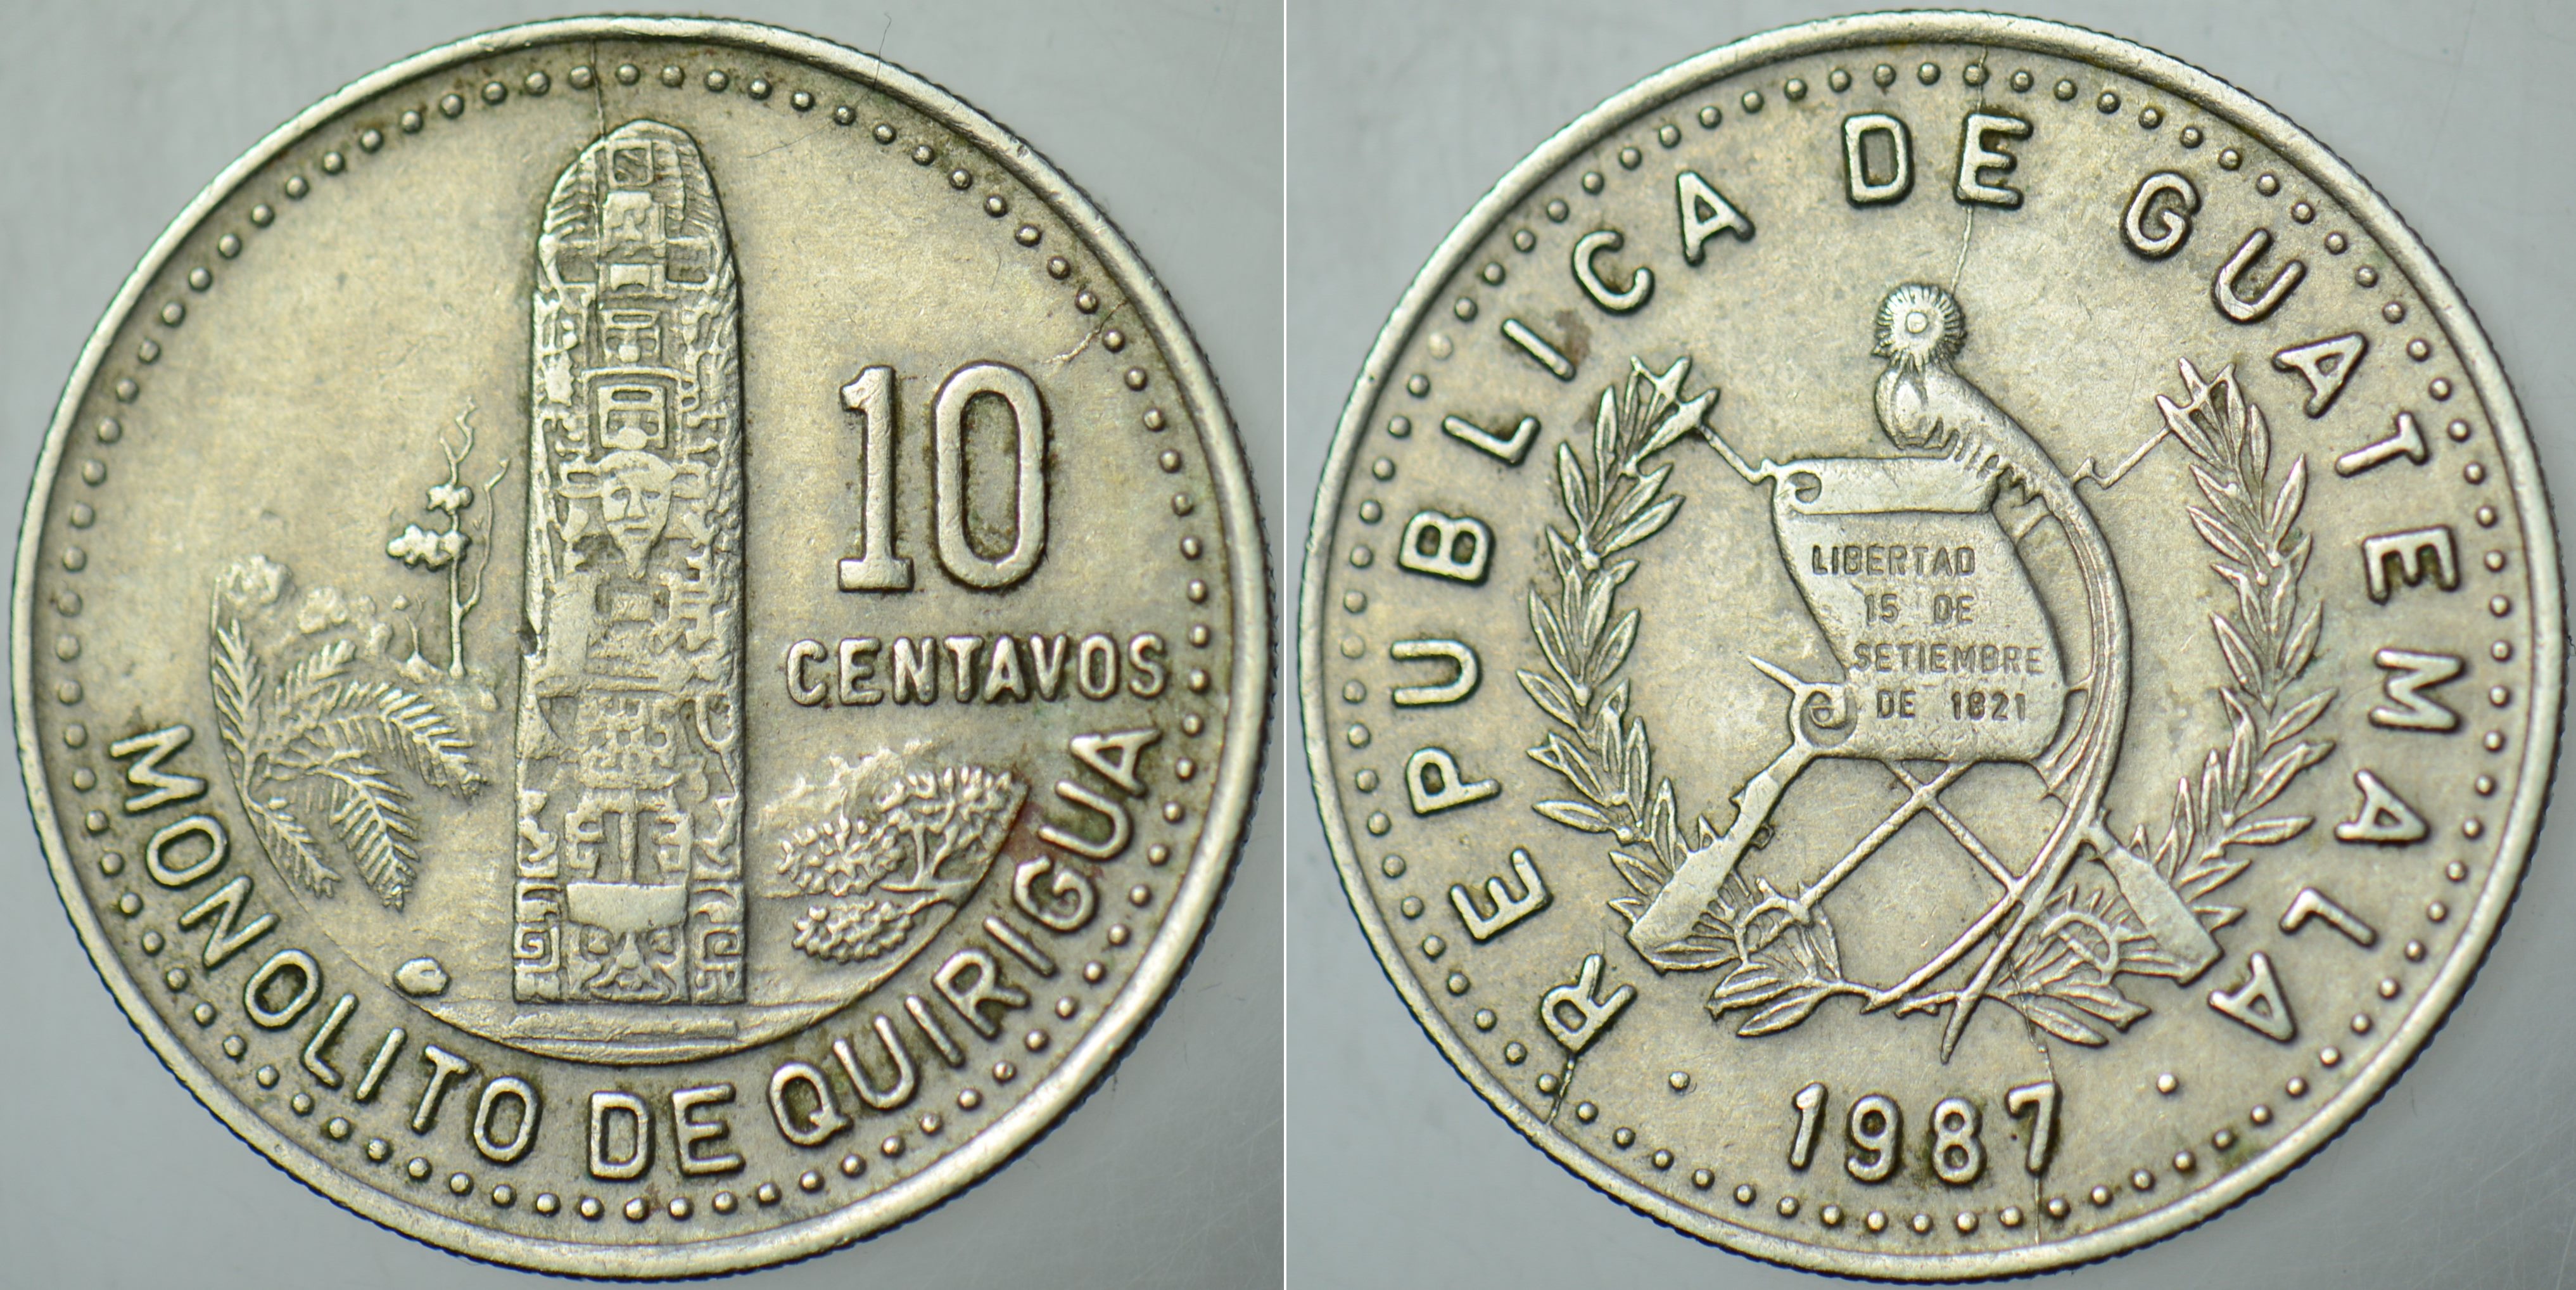 10
CENTAVOS
MONOLITO DE QUIRIGUA
REPUBLICA DE GUATEMALA
LIBERTAD
15 DE
SETIEMBRE
DE 1821
· 1987 ·